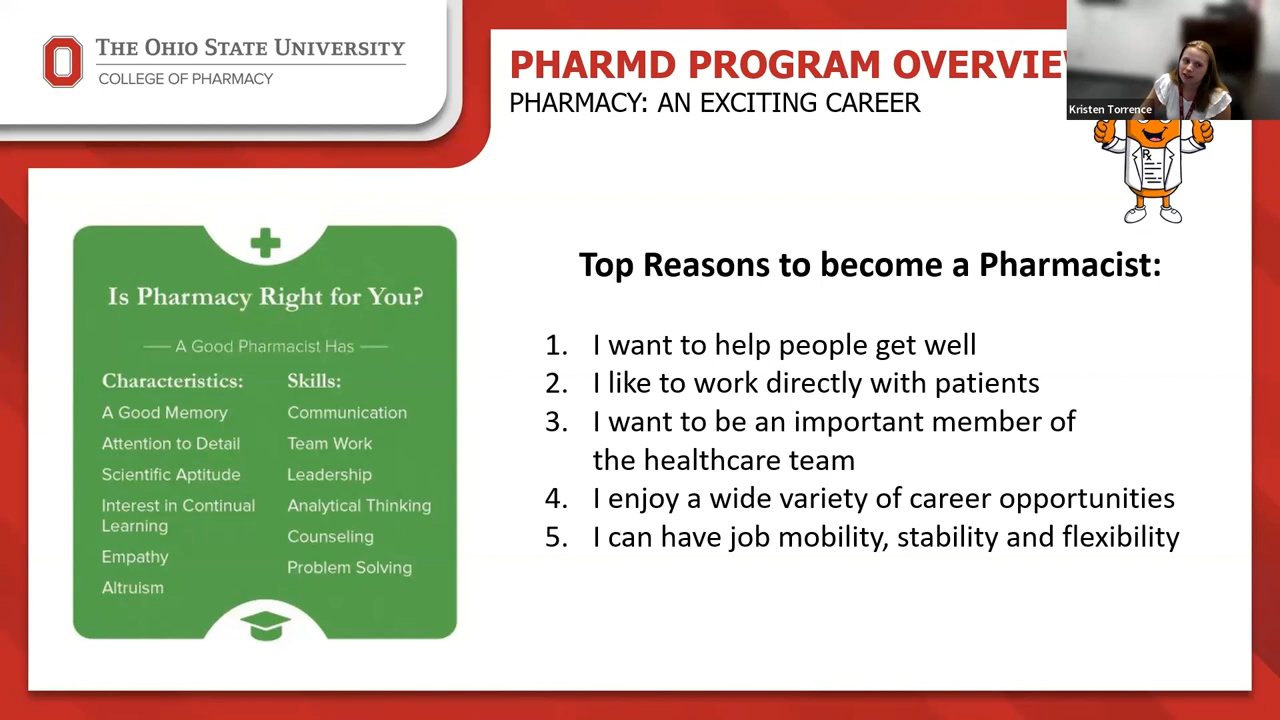 THE OHIO STATE UNIVERSITY
COLLEGE OF PHARMACY
PHARMD PROGRAM OVERVIE
PHARMACY: AN EXCITING CAREER
Kristen Torrence
Rx
Is Pharmacy Right for You?
A Good Pharmacist Has
Characteristics:
A Good Memory
Attention to Detail
Scientific Aptitude
Interest in Continual
Learning
Empathy
Altruism
Skills:
Communication
Team Work
Leadership
Analytical Thinking
Counseling
Problem Solving
Top Reasons to become a Pharmacist:
1. I want to help people get well
2. I like to work directly with patients
3. I want to be an important member of
the healthcare team
4. I enjoy a wide variety of career opportunities
5. I can have job mobility, stability and flexibility